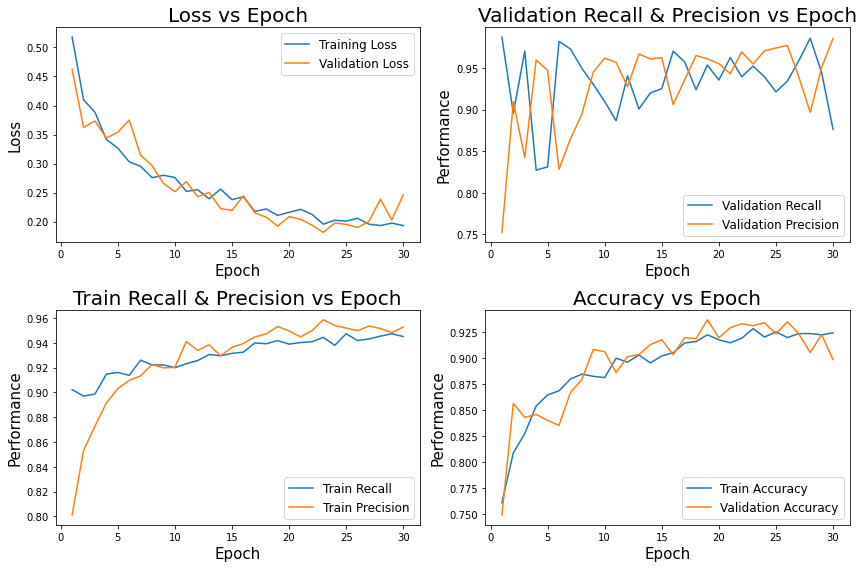 Loss vs Epoch
0.50
0.45
0.40
0.35
0.30
0.25
0.20
Loss
Training Loss
Validation Loss
0 5 10 15 20 25 30
Epoch
Validation Recall & Precision vs Epoch
0.95
0.90
0.85
0.80
0.75
Performance
Validation Recall
Validation Precision
0 5 10 15 20 25 30
Epoch
Train Recall & Precision vs Epoch
0.96
0.94
0.92
0.90
0.88
0.86
0.84
0.82
0.80
Performance
Train Recall
Train Precision
0 5 10 15 20 25 30
Epoch
Accuracy vs Epoch
0.925
0.900
0.875
0.850
0.825
0.800
0.775
0.750
Performance
Train Accuracy
Validation Accuracy
0 5 10 15 20 25 30
Epoch